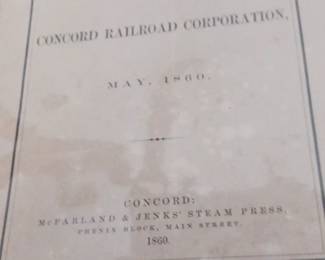 CONCORD RAILROAD CORPORATION,
MAY, 1860.
CONCORD:
McFARLAND & JENKS' STEAM PRESS,
PHENIX BLOCK, MAIN STREET.
1860.